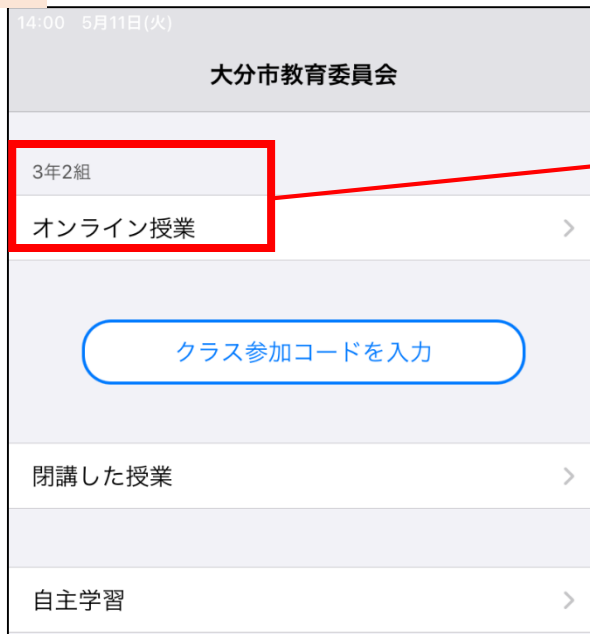 14:00 5月11日(火)
大分市教育委員会
3年2組
オンライン授業
クラス参加コードを入力
閉講した授業
自主学習